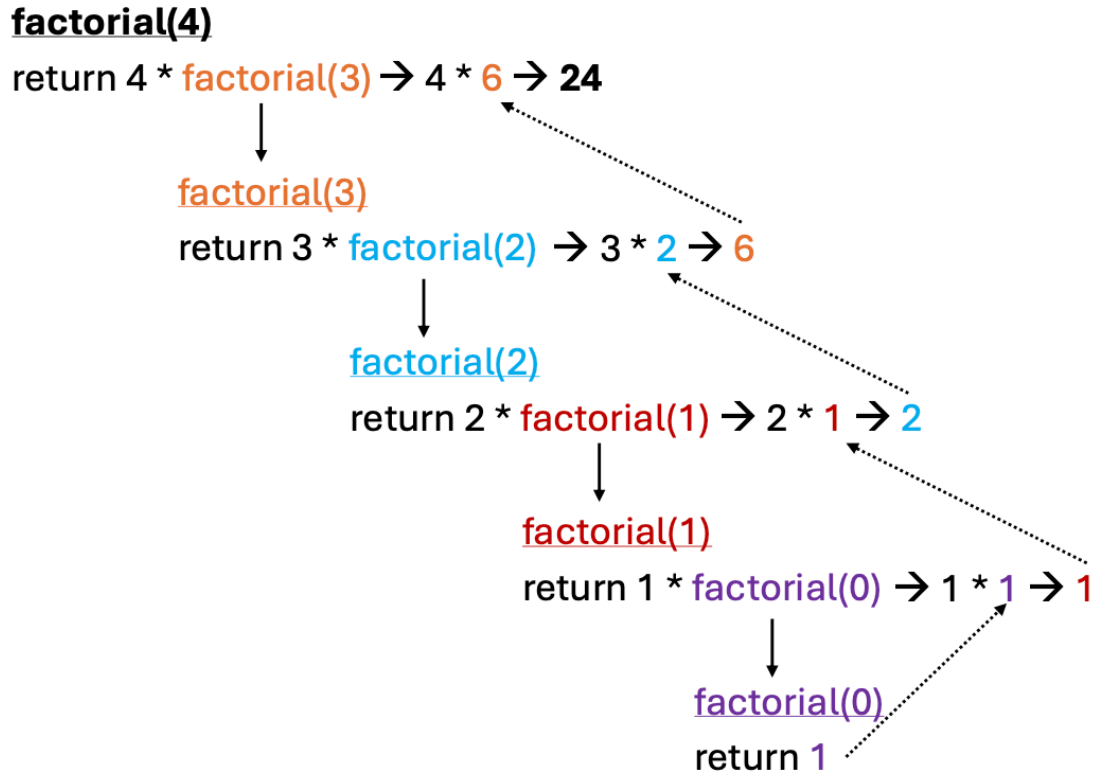 factorial(4)
return 4 * factorial(3) → 4 * 6 → 24
factorial(3)
return 3 * factorial(2) → 3 * 2 → 6
factorial(2)
return 2 * factorial(1) → 2 * 1 → 2
factorial(1)
return 1 * factorial(0) → 1 * 1 → 1
factorial(0)
return 1